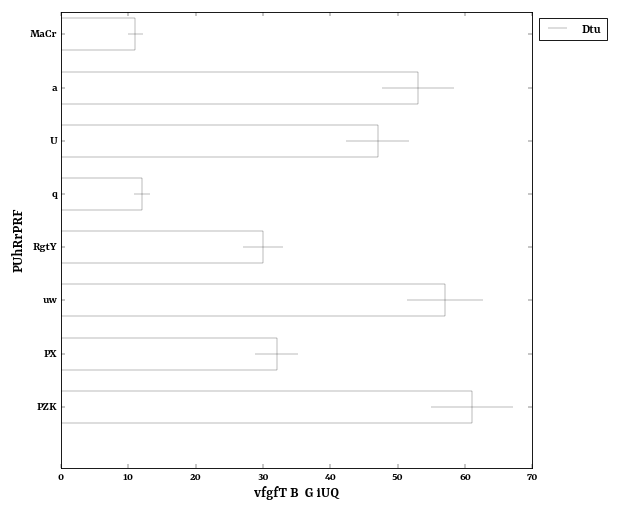 MaCr
a
U
q
RgtY
uw
PX
PZK
PUhRrPRF
0 10 20 30 40 50 60 70
vfgfT B G iUQ
Dtu